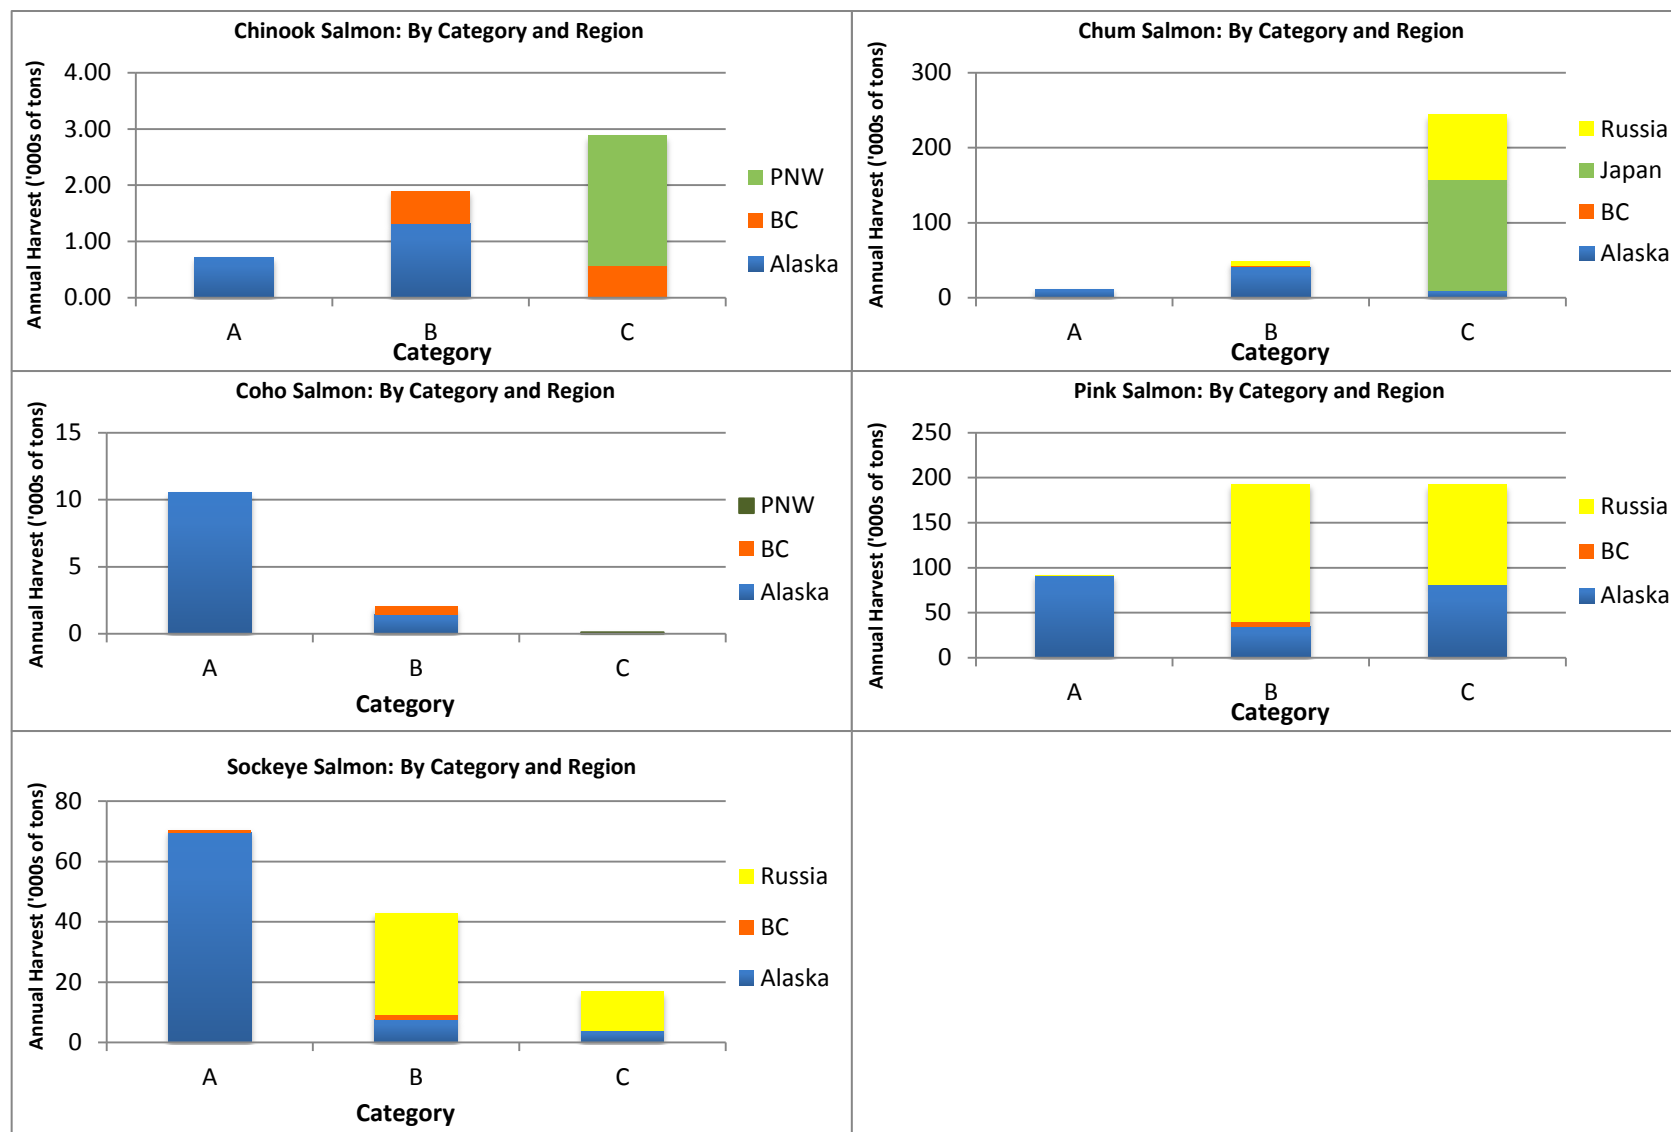 Chinook Salmon: By Category and Region
Annual Harvest ('000s of tons)
4.00
3.00
2.00
1.00
0.00
A B C
Category
PNW
BC
Alaska
Chum Salmon: By Category and Region
Annual Harvest ('000s of tons)
300
200
100
0
A B C
Category
Russia
Japan
BC
Alaska
Coho Salmon: By Category and Region
Annual Harvest ('000s of tons)
15
10
5
0
A B C
Category
PNW
BC
Alaska
Pink Salmon: By Category and Region
Annual Harvest ('000s of tons)
250
200
150
100
50
0
A B C
Category
Russia
BC
Alaska
Sockeye Salmon: By Category and Region
Annual Harvest ('000s of tons)
80
60
40
20
0
A B C
Category
Russia
BC
Alaska